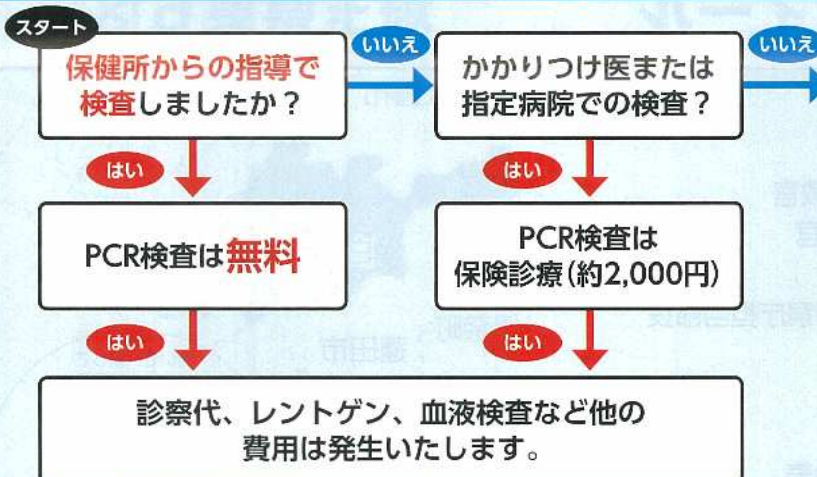 スタート
保健所からの指導で
検査しましたか？
いいえ
かかりつけ医または
指定病院での検査？
いいえ
はい
はい
PCR検査は無料
PCR検査は
保険診療(約2,000円)
はい
はい
診察代、レントゲン、血液検査など他の
費用は発生いたします。